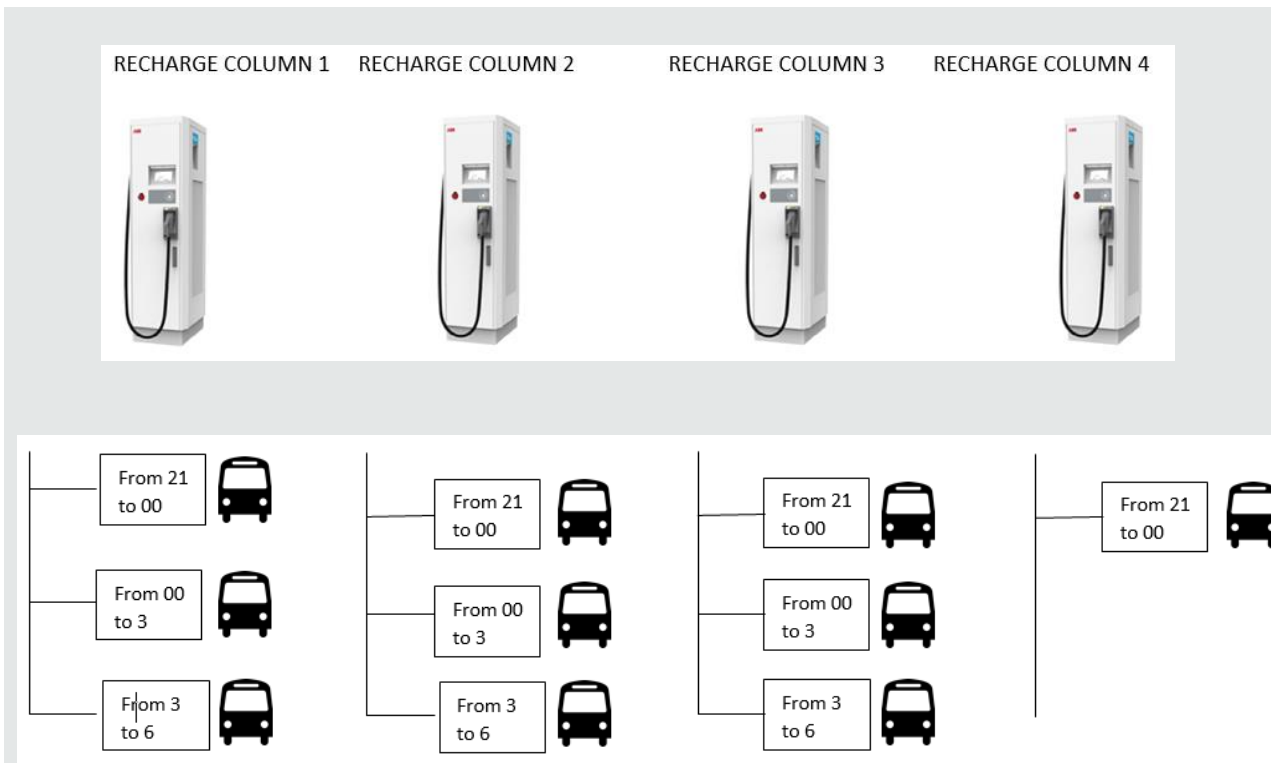 RECHARGE COLUMN 1
RECHARGE COLUMN 2
RECHARGE COLUMN 3
RECHARGE COLUMN 4
From 21
to 00
From 00
to 3
From 3
to 6
From 21
to 00
From 00
to 3
From 3
to 6
From 21
to 00
From 00
to 3
From 3
to 6
From 21
to 00